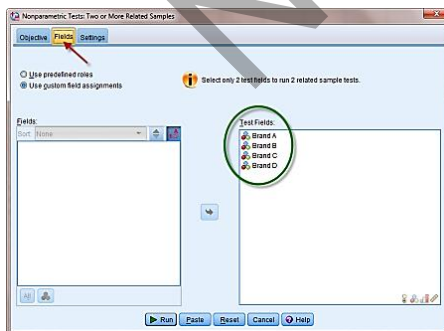 Nonparametric Tests: Two or More Related Samples
Objective Fields Settings
Use predefined roles
Use custom field assignments
Select only 2 test fields to run 2 related sample tests.
Fields:
Sort: None
Test Fields:
Brand A
Brand B
Brand C
Brand D
All
Run Paste Reset Cancel Help